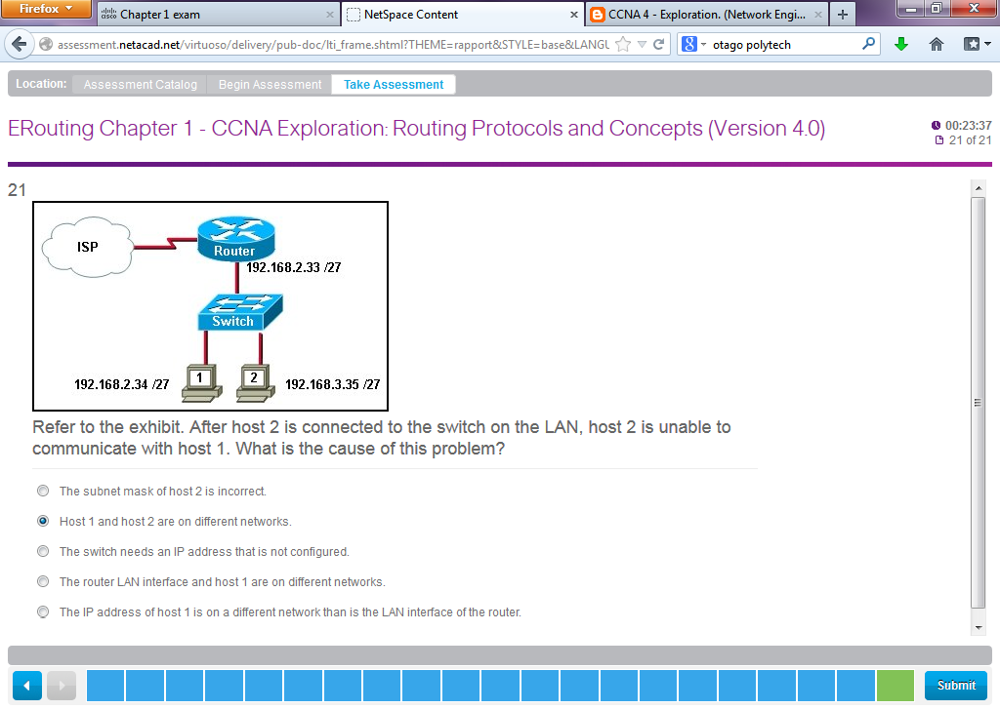 Firefox
cisco Chapter 1 exam
NetSpace Content
CCNA 4 - Exploration. (Network Engi...
assessment.netacad.net/virtuoso/delivery/pub-doc/lti_frame.shtml?THEME=rapport&STYLE=base&LANGU
8 otago polytech
Location: Assessment Catalog Begin Assessment Take Assessment
ERouting Chapter 1 - CCNA Exploration: Routing Protocols and Concepts (Version 4.0)
00:23:37
21 of 21
21
ISP
Router
192.168.2.33 /27
Switch
1
2
192.168.2.34 /27
192.168.3.35 /27
Refer to the exhibit. After host 2 is connected to the switch on the LAN, host 2 is unable to
communicate with host 1. What is the cause of this problem?
The subnet mask of host 2 is incorrect.
Host 1 and host 2 are on different networks.
The switch needs an IP address that is not configured.
The router LAN interface and host 1 are on different networks.
The IP address of host 1 is on a different network than is the LAN interface of the router.
Submit